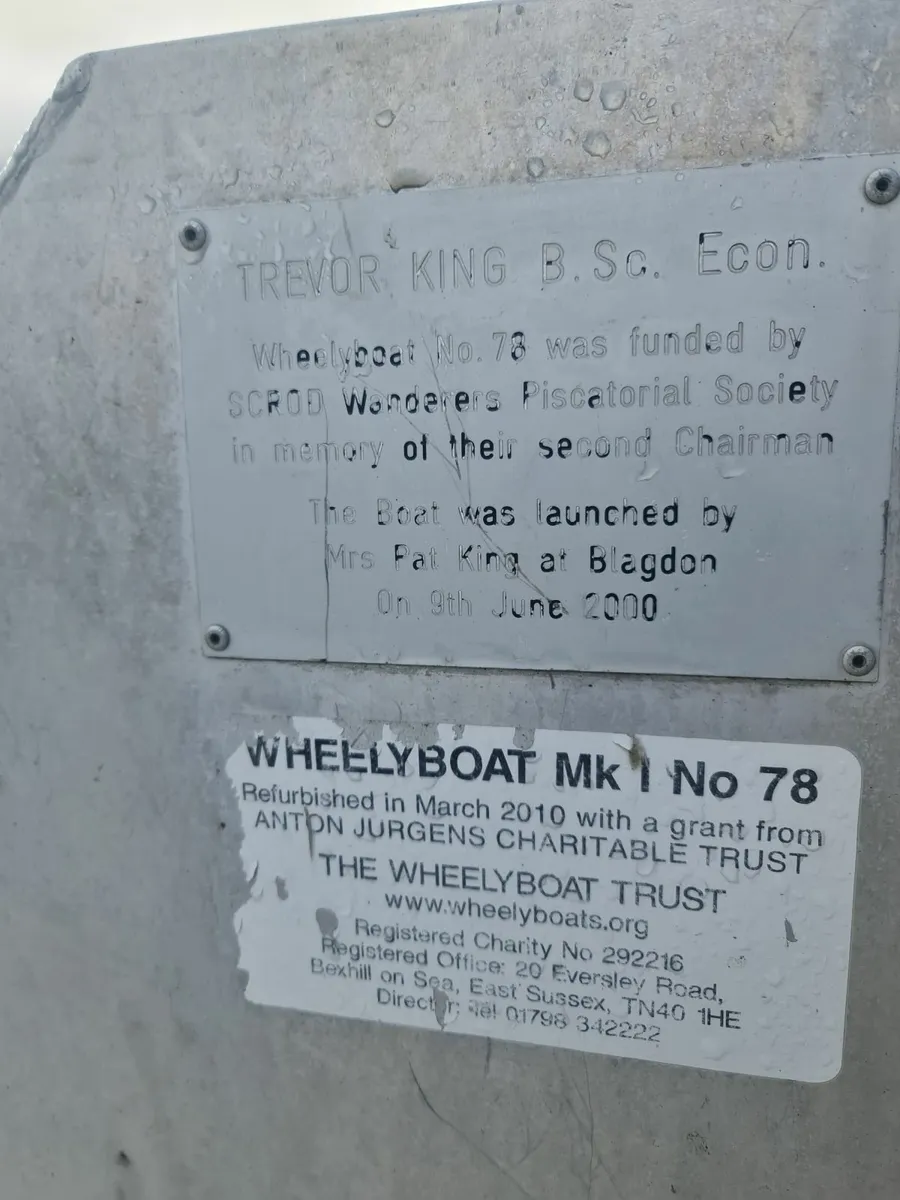 TREVOR KING B.Sc. Econ.
Wheelyboat No. 78 was funded by
SCROD Wanderers Piscatorial Society
in memory of their second Chairman
The Boat was launched by
Mrs Pat King at Blagdon
On 9th June 2000
WHEELYBOAT Mk I No 78
Refurbished in March 2010 with a grant from
ANTON JURGENS CHARITABLE TRUST
THE WHEELYBOAT TRUST
www.wheelyboats.org
Registered Charity No 292216
Registered Office: 20 Eversley Road,
Bexhill on Sea, East Sussex, TN40 1HE
Director: Tel 01798 342222